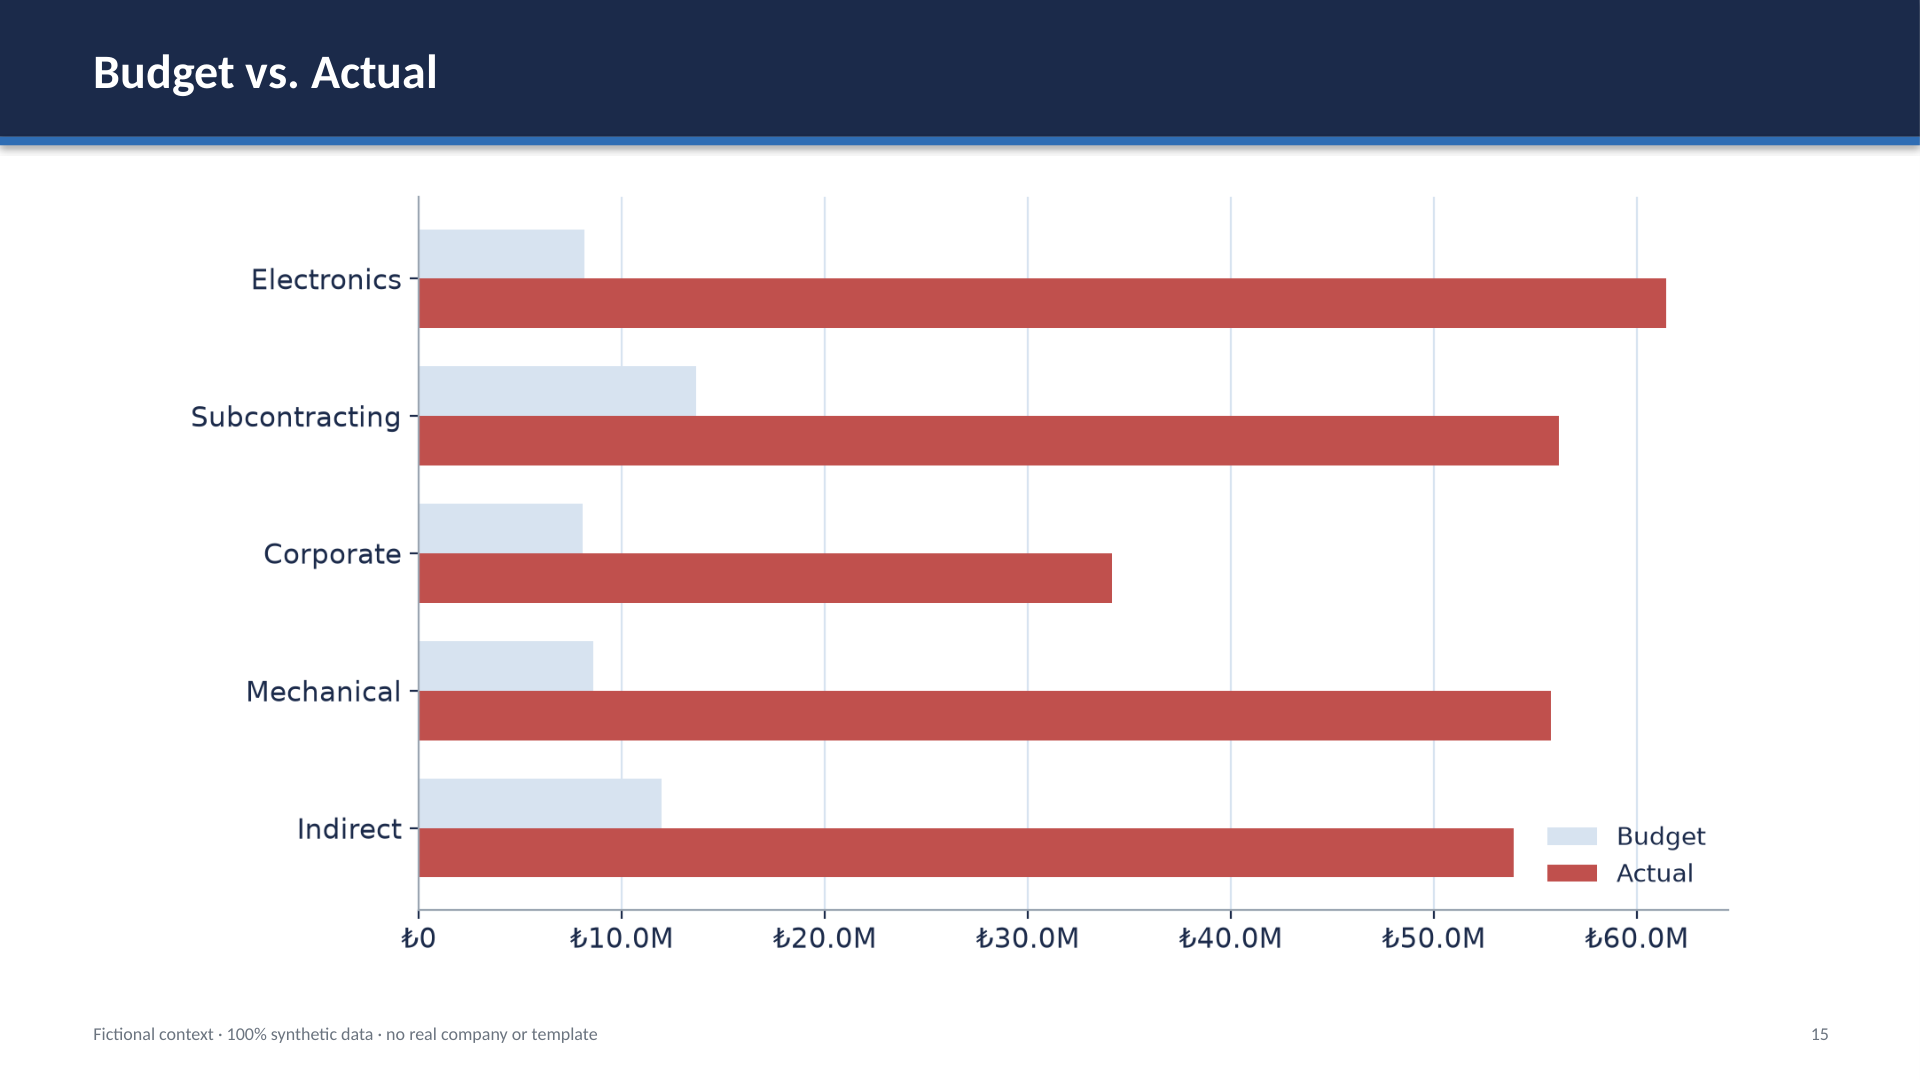 Budget vs. Actual
Electronics
Subcontracting
Corporate
Mechanical
Indirect
Budget
Actual
₺0
₺10.0M
₺20.0M
₺30.0M
₺40.0M
₺50.0M
₺60.0M
Fictional context · 100% synthetic data · no real company or template
15